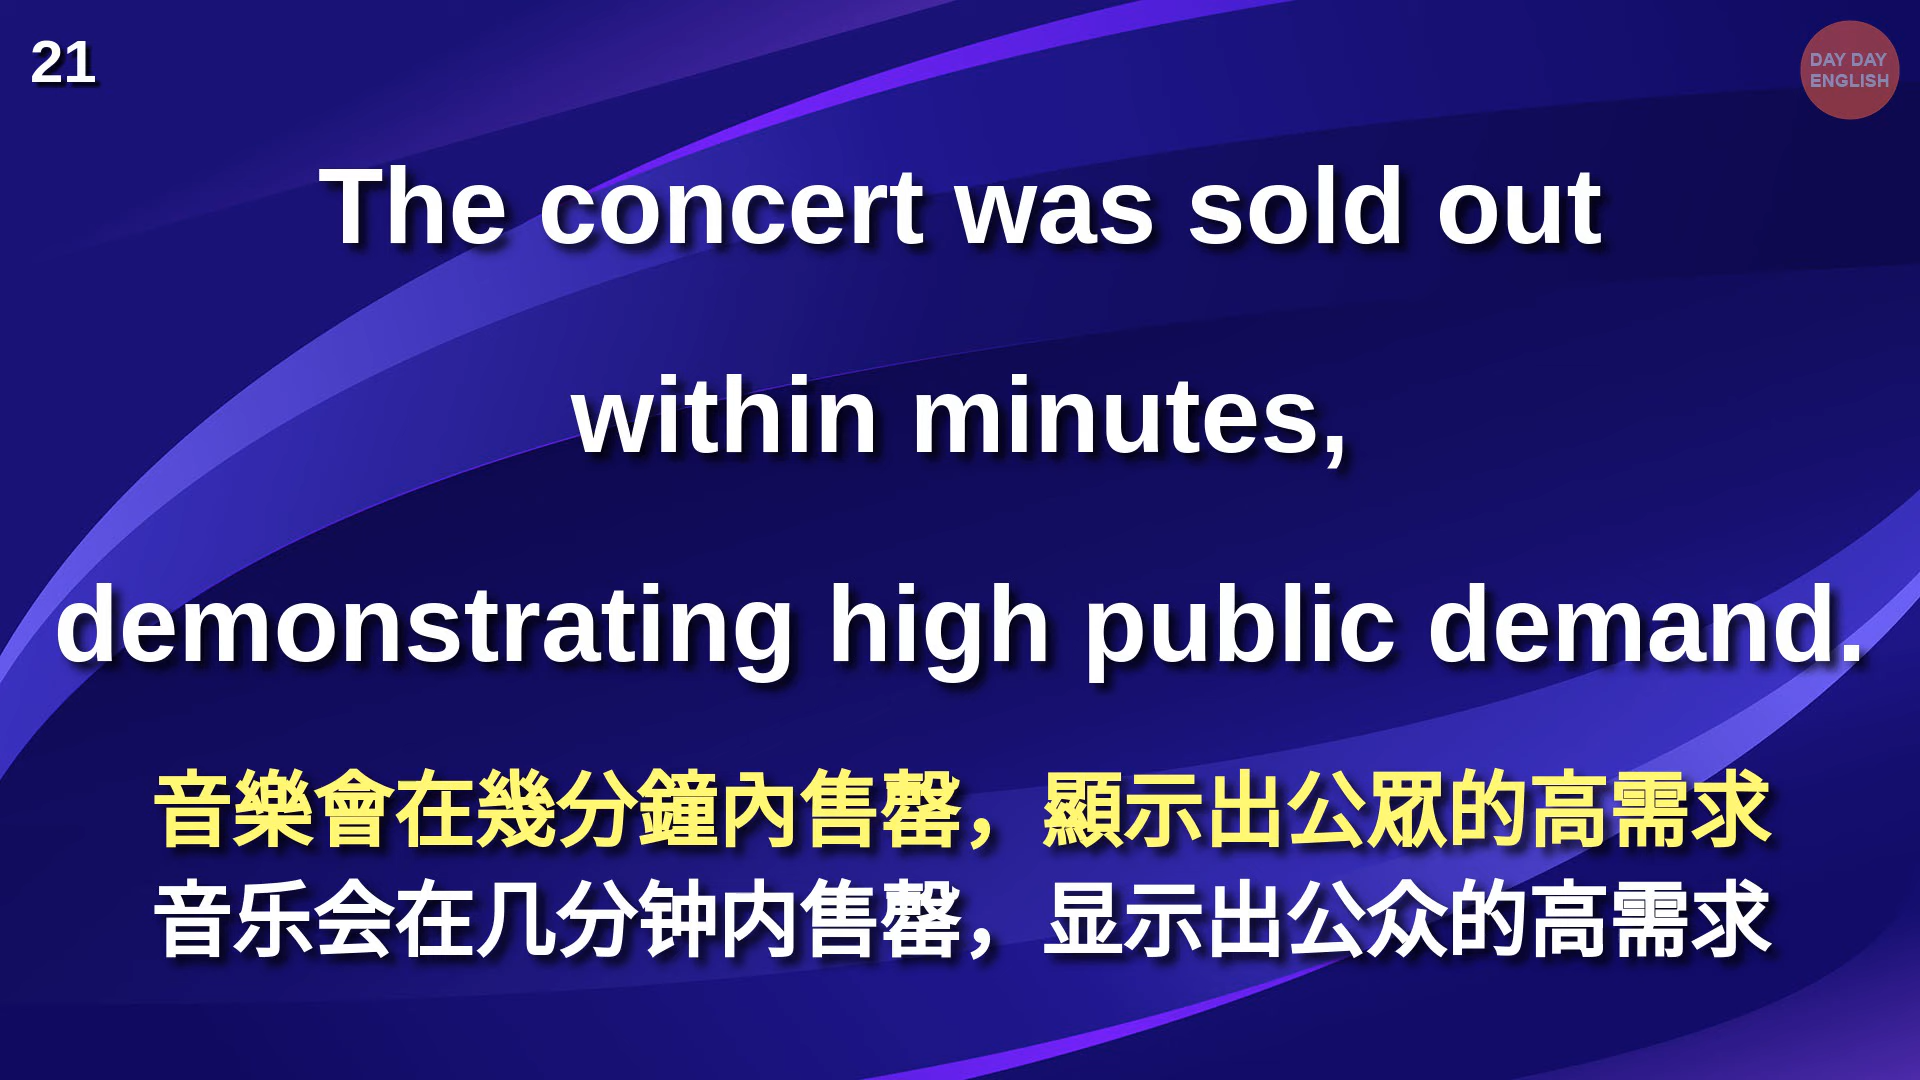 21
DAY DAY
ENGLISH
The concert was sold out
within minutes,
demonstrating high public demand.
音樂會在幾分鐘內售罄，顯示出公眾的高需求
音乐会在几分钟内售罄，显示出公众的高需求